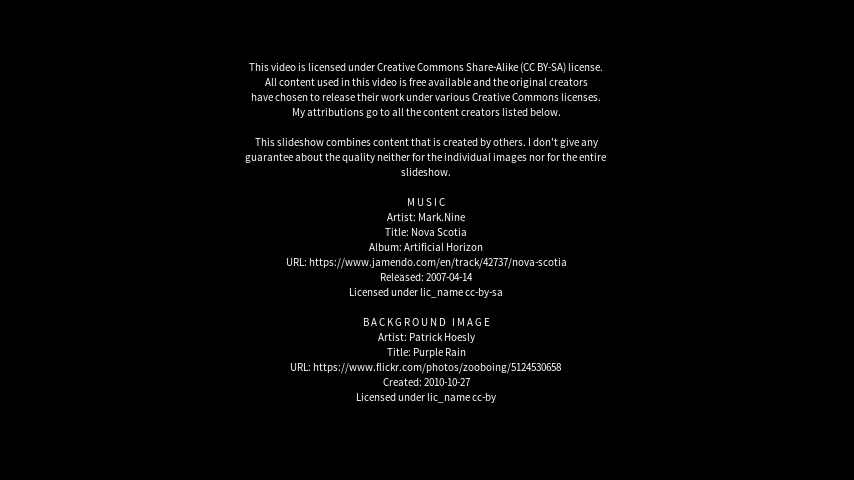 This video is licensed under Creative Commons Share-Alike (CC BY-SA) license.
All content used in this video is free available and the original creators
have chosen to release their work under various Creative Commons licenses.
My attributions go to all the content creators listed below.
This slideshow combines content that is created by others. I don't give any
guarantee about the quality neither for the individual images nor for the entire
slideshow.
MUSIC
Artist: Mark.Nine
Title: Nova Scotia
Album: Artificial Horizon
URL: https://www.jamendo.com/en/track/42737/nova-scotia
Released: 2007-04-14
Licensed under lic_name cc-by-sa
BACKGROUND IMAGE
Artist: Patrick Hoesly
Title: Purple Rain
URL: https://www.flickr.com/photos/zooboing/5124530658
Created: 2010-10-27
Licensed under lic_name cc-by